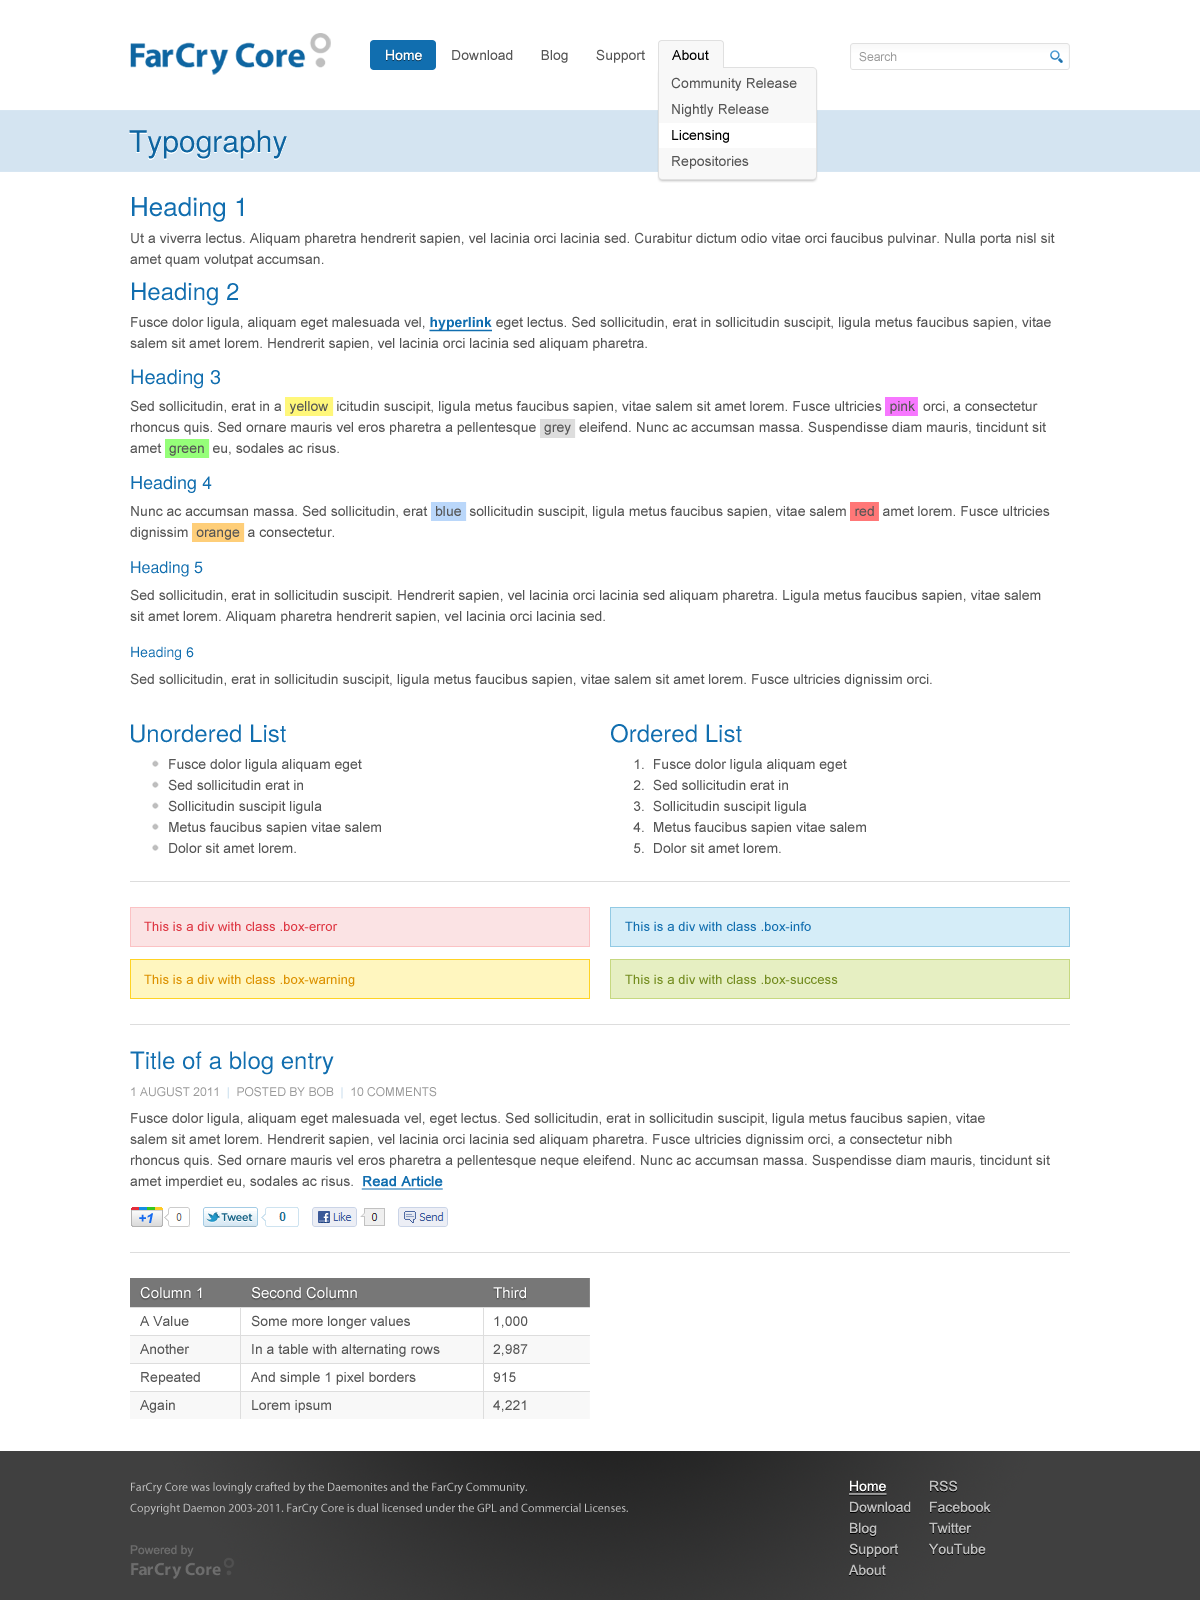 FarCry Core
Home Download Blog Support About
Search
Community Release
Nightly Release
Licensing
Repositories
Typography
Heading 1
Ut a viverra lectus. Aliquam pharetra hendrerit sapien, vel lacinia orci lacinia sed. Curabitur dictum odio vitae orci faucibus pulvinar. Nulla porta nisl sit
amet quam volutpat accumsan.
Heading 2
Fusce dolor ligula, aliquam eget malesuada vel, hyperlink eget lectus. Sed sollicitudin, erat in sollicitudin suscipit, ligula metus faucibus sapien, vitae
salem sit amet lorem. Hendrerit sapien, vel lacinia orci lacinia sed aliquam pharetra.
Heading 3
Sed sollicitudin, erat in a yellow icitudin suscipit, ligula metus faucibus sapien, vitae salem sit amet lorem. Fusce ultricies pink orci, a consectetur
rhoncus quis. Sed ornare mauris vel eros pharetra a pellentesque grey eleifend. Nunc ac accumsan massa. Suspendisse diam mauris, tincidunt sit
amet green eu, sodales ac risus.
Heading 4
Nunc ac accumsan massa. Sed sollicitudin, erat blue sollicitudin suscipit, ligula metus faucibus sapien, vitae salem red amet lorem. Fusce ultricies
dignissim orange a consectetur.
Heading 5
Sed sollicitudin, erat in sollicitudin suscipit. Hendrerit sapien, vel lacinia orci lacinia sed aliquam pharetra. Ligula metus faucibus sapien, vitae salem
sit amet lorem. Aliquam pharetra hendrerit sapien, vel lacinia orci lacinia sed.
Heading 6
Sed sollicitudin, erat in sollicitudin suscipit, ligula metus faucibus sapien, vitae salem sit amet lorem. Fusce ultricies dignissim orci.
Unordered List
Fusce dolor ligula aliquam eget
Sed sollicitudin erat in
Sollicitudin suscipit ligula
Metus faucibus sapien vitae salem
Dolor sit amet lorem.
Ordered List
1. Fusce dolor ligula aliquam eget
2. Sed sollicitudin erat in
3. Sollicitudin suscipit ligula
4. Metus faucibus sapien vitae salem
5. Dolor sit amet lorem.
This is a div with class .box-error
This is a div with class .box-info
This is a div with class .box-warning
This is a div with class .box-success
Title of a blog entry
1 AUGUST 2011 | POSTED BY BOB | 10 COMMENTS
Fusce dolor ligula, aliquam eget malesuada vel, eget lectus. Sed sollicitudin, erat in sollicitudin suscipit, ligula metus faucibus sapien, vitae
salem sit amet lorem. Hendrerit sapien, vel lacinia orci lacinia sed aliquam pharetra. Fusce ultricies dignissim orci, a consectetur nibh
rhoncus quis. Sed ornare mauris vel eros pharetra a pellentesque neque eleifend. Nunc ac accumsan massa. Suspendisse diam mauris, tincidunt sit
amet imperdiet eu, sodales ac risus. Read Article
+1 0 Tweet 0 Like 0 Send
Column 1 Second Column Third
A Value Some more longer values 1,000
Another In a table with alternating rows 2,987
Repeated And simple 1 pixel borders 915
Again Lorem ipsum 4,221
FarCry Core was lovingly crafted by the Daemonites and the FarCry Community.
Copyright Daemon 2003-2011. FarCry Core is dual licensed under the GPL and Commercial Licenses.
Powered by
FarCry Core
Home
Download
Blog
Support
About
RSS
Facebook
Twitter
YouTube